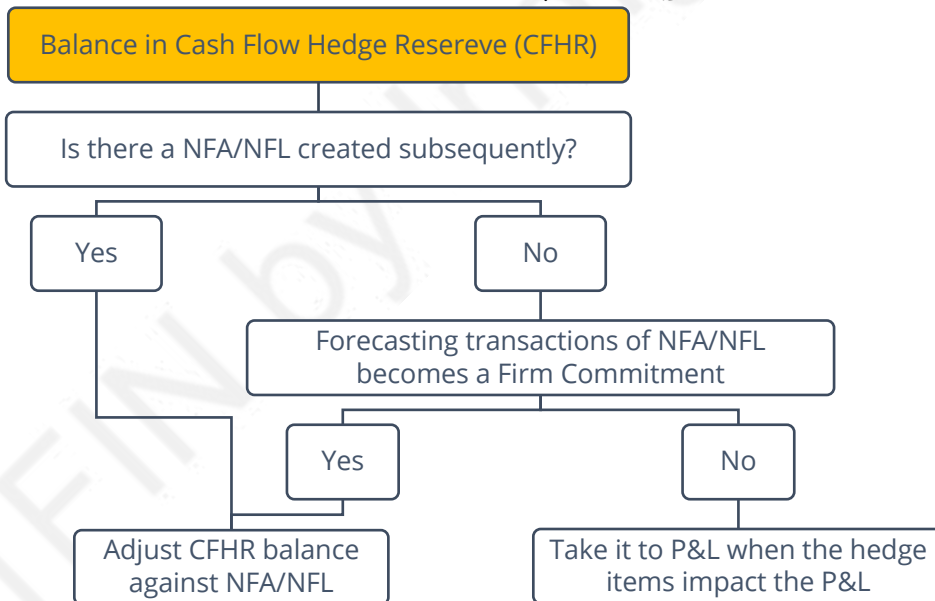 Balance in Cash Flow Hedge Resereve (CFHR)
Is there a NFA/NFL created subsequently?
Yes
No
Forecasting transactions of NFA/NFL
becomes a Firm Commitment
Yes
No
Adjust CFHR balance
against NFA/NFL
Take it to P&L when the hedge
items impact the P&L